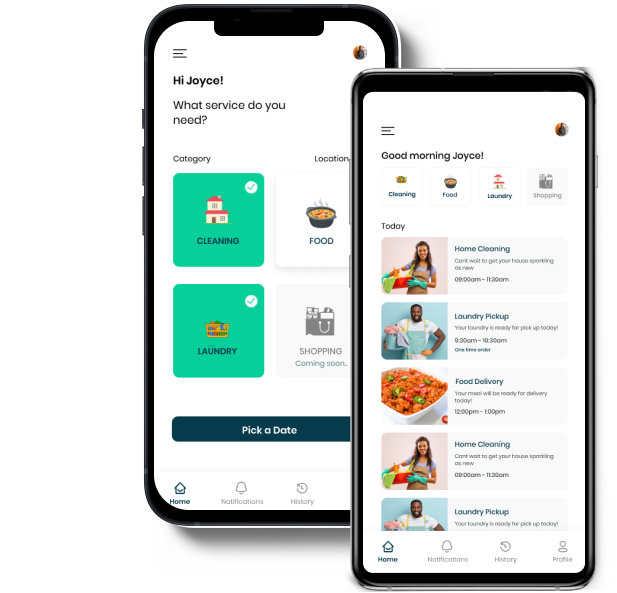 Hi Joyce!
What service do you
need?
Category
Location
CLEANING
FOOD
LAUNDRY
SHOPPING
Coming soon..
Pick a Date
Home
Notifications
History
Good morning Joyce!
Cleaning
Food
Laundry
Shopping
Today
Home Cleaning
Cant wait to get your house sparkling
as new
09:00am - 11:30am
Laundry Pickup
Your laundry is ready for pick up today!
9:30am - 10:30am
One time order
Food Delivery
Your meal will be ready for delivery
today!
12:00pm - 1:00pm
Home Cleaning
Cant wait to get your house sparkling
as new
09:00am - 11:30am
Laundry Pickup
Your laundry is ready for pick up today!
Home
Notifications
History
Profile